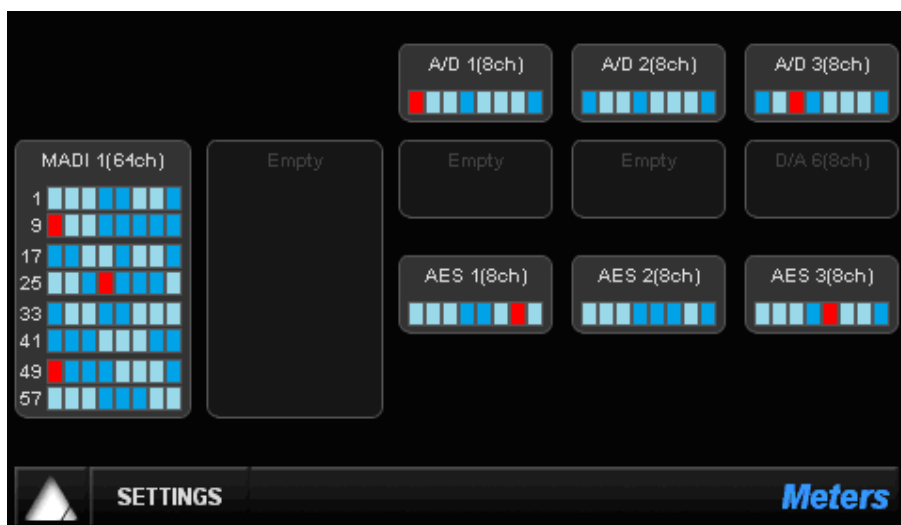 A/D 1(8ch)
A/D 2(8ch)
A/D 3(8ch)
MADI 1(64ch)
Empty
Empty
Empty
D/A 6(8ch)
1
9
17
25
33
41
49
57
AES 1(8ch)
AES 2(8ch)
AES 3(8ch)
SETTINGS
Meters